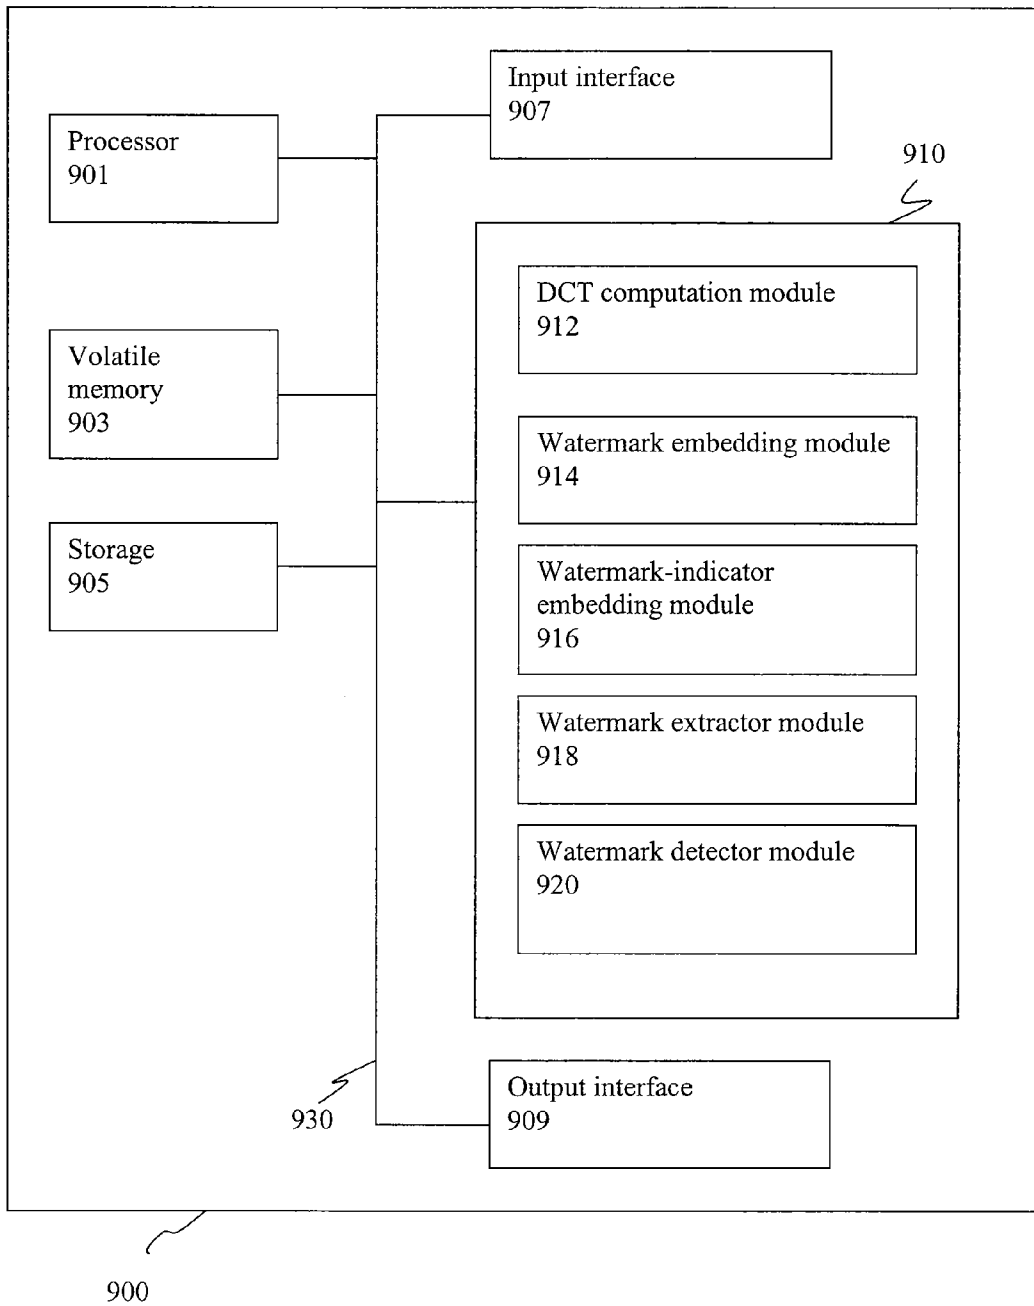 Input interface
907
Processor
901
910
DCT computation module
912
Volatile
memory
903
Watermark embedding module
914
Storage
905
Watermark-indicator
embedding module
916
Watermark extractor module
918
Watermark detector module
920
Output interface
909
930
900